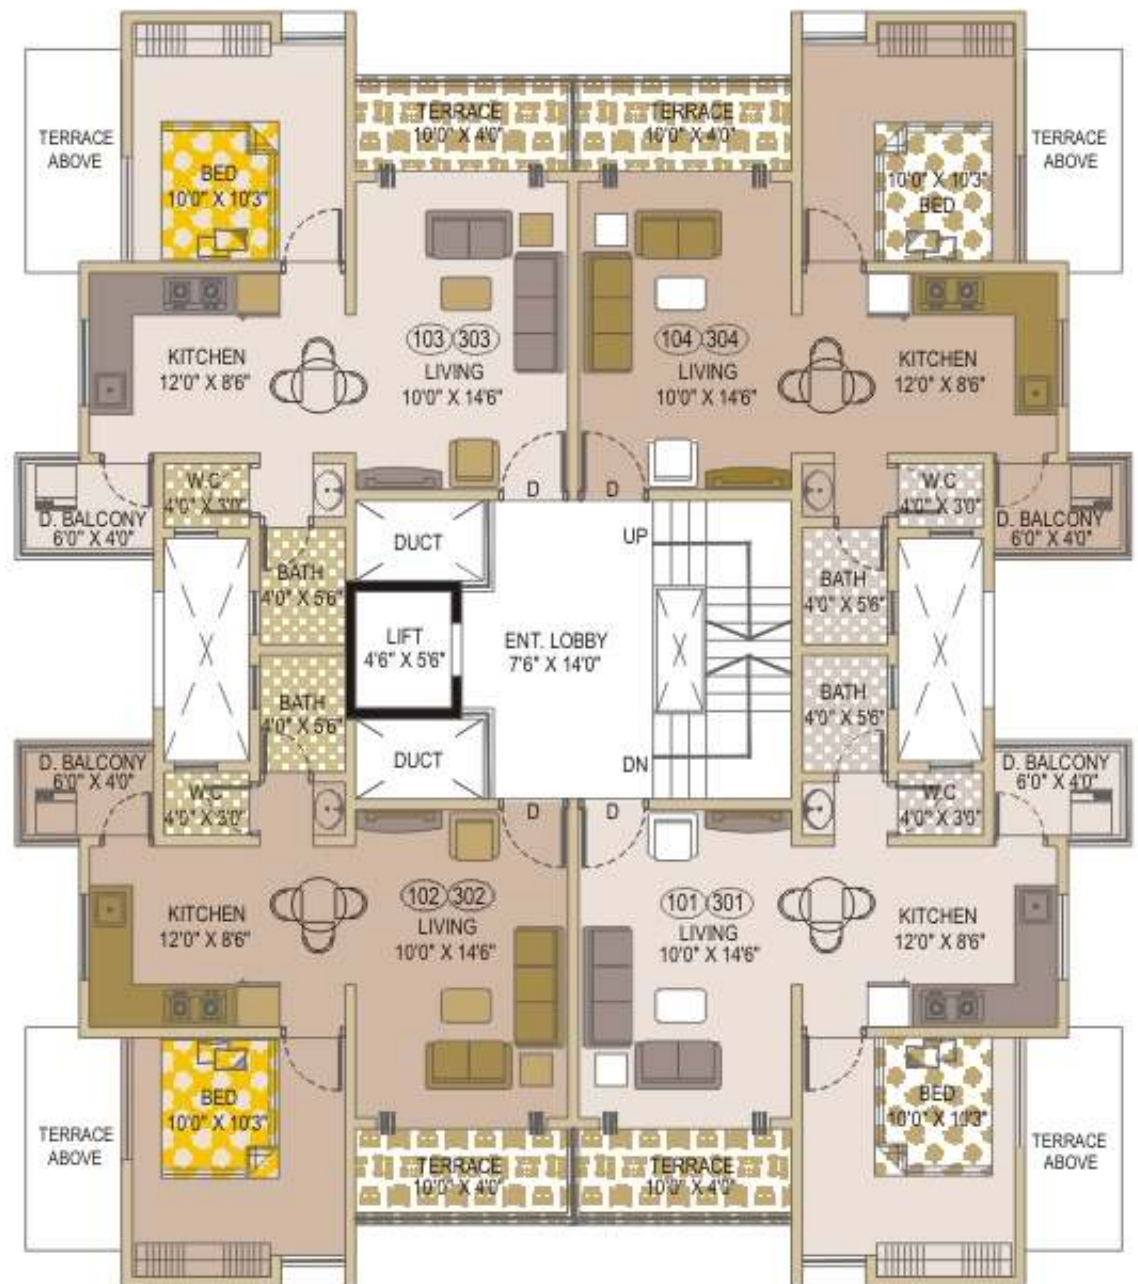 TERRACE
10'0" X 4'0"
TERRACE
10'0" X 4'0"
TERRACE
ABOVE
BED
10'0" X 10'3"
10'0" X 10'3"
BED
TERRACE
ABOVE
103 303
LIVING
10'0" X 14'6"
104 304
LIVING
10'0" X 14'6"
KITCHEN
12'0" X 8'6"
KITCHEN
12'0" X 8'6"
W.C
4'0" X 3'0"
D
D
W.C
4'0" X 3'0"
D. BALCONY
6'0" X 4'0"
D. BALCONY
6'0" X 4'0"
DUCT
UP
BATH
4'0" X 5'6"
BATH
4'0" X 5'6"
LIFT
4'6" X 5'6"
ENT. LOBBY
7'6" X 14'0"
BATH
4'0" X 5'6"
BATH
4'0" X 5'6"
DUCT
DN
D. BALCONY
6'0" X 4'0"
D. BALCONY
6'0" X 4'0"
W.C
4'0" X 3'0"
D
D
W.C
4'0" X 3'0"
102 302
LIVING
10'0" X 14'6"
101 301
LIVING
10'0" X 14'6"
KITCHEN
12'0" X 8'6"
KITCHEN
12'0" X 8'6"
BED
10'0" X 10'3"
BED
10'0" X 10'3"
TERRACE
ABOVE
TERRACE
10'0" X 4'0"
TERRACE
10'0" X 4'0"
TERRACE
ABOVE